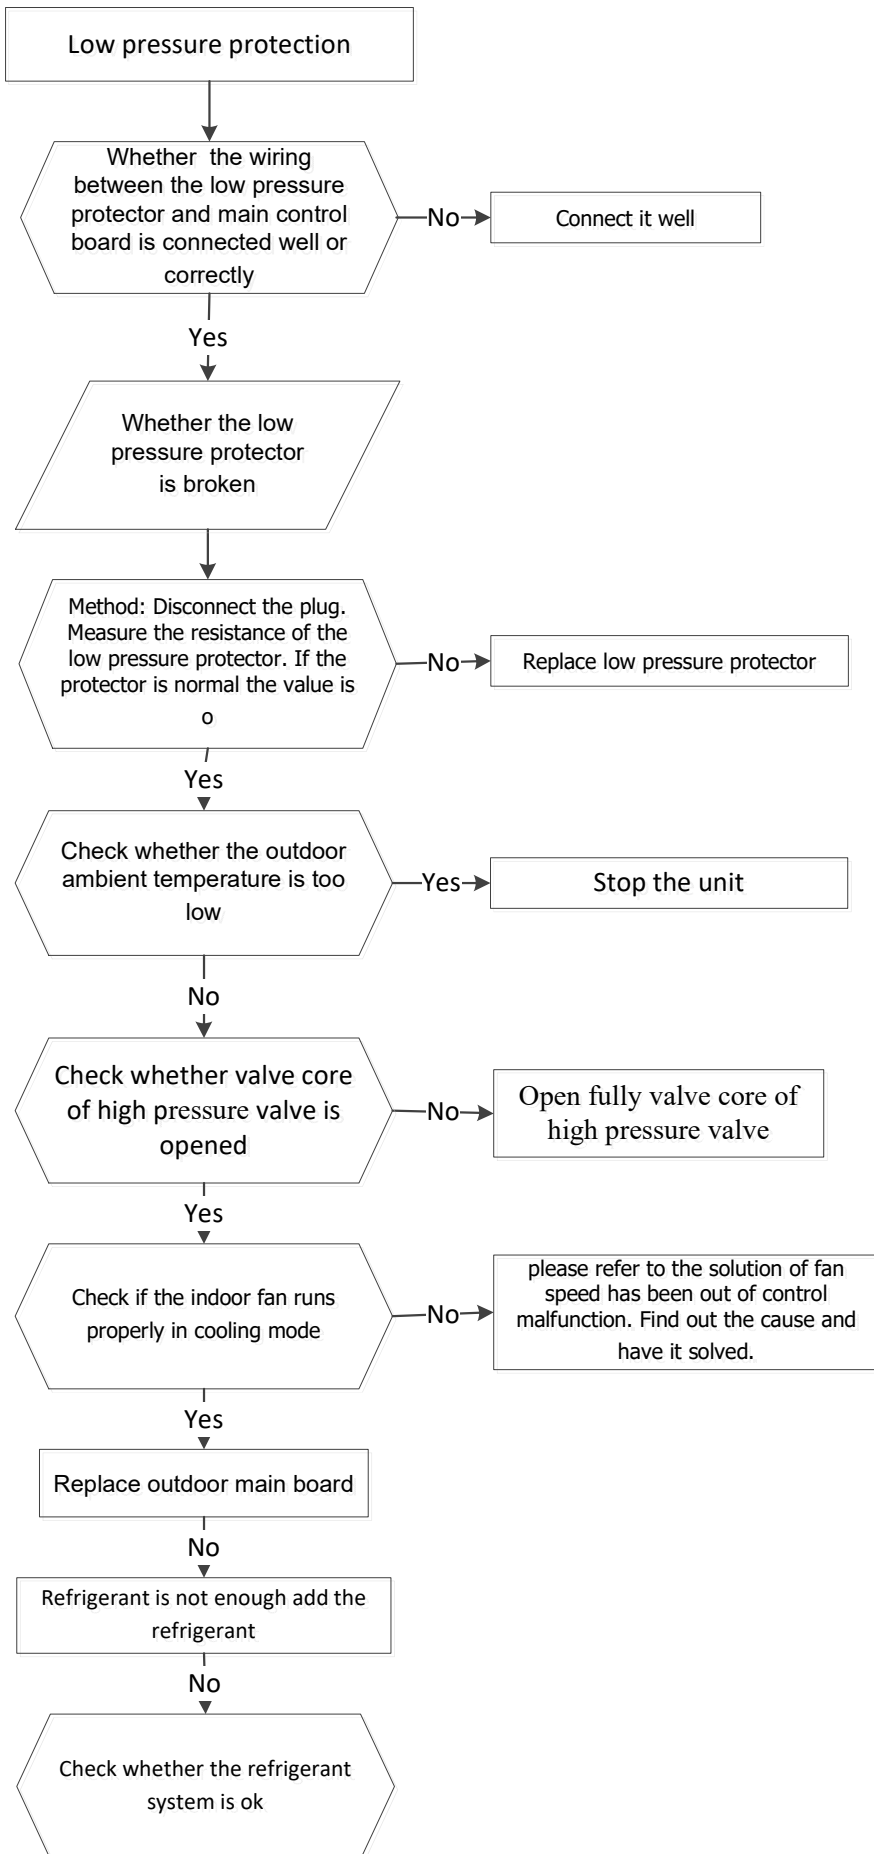 Low pressure protection
Whether the wiring
between the low pressure
protector and main control
board is connected well or
correctly
No
Connect it well
Yes
Whether the low
pressure protector
is broken
Method: Disconnect the plug.
Measure the resistance of the
low pressure protector. If the
protector is normal the value is
o
No
Replace low pressure protector
Yes
Check whether the outdoor
ambient temperature is too
low
Yes
Stop the unit
No
Check whether valve core
of high pressure valve is
opened
No
Open fully valve core of
high pressure valve
Yes
Check if the indoor fan runs
properly in cooling mode
No
please refer to the solution of fan
speed has been out of control
malfunction. Find out the cause and
have it solved.
Yes
Replace outdoor main board
No
Refrigerant is not enough add the
refrigerant
No
Check whether the refrigerant
system is ok